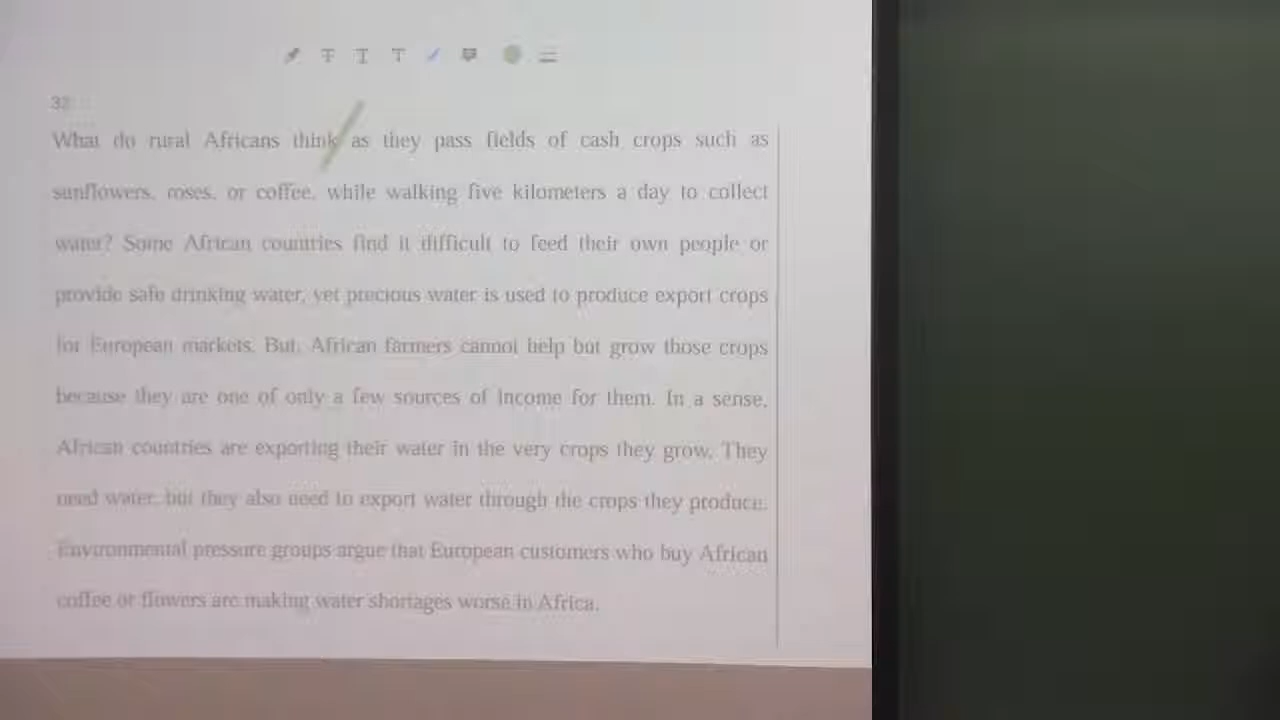 32
What do rural Africans think as they pass fields of cash crops such as
sunflowers, roses, or coffee, while walking five kilometers a day to collect
water? Some African countries find it difficult to feed their own people or
provide safe drinking water, yet precious water is used to produce export crops
for European markets. But, African farmers cannot help but grow those crops
because they are one of only a few sources of income for them. In a sense,
African countries are exporting their water in the very crops they grow. They
need water, but they also need to export water through the crops they produce.
Environmental pressure groups argue that European customers who buy African
coffee or flowers are making water shortages worse in Africa.